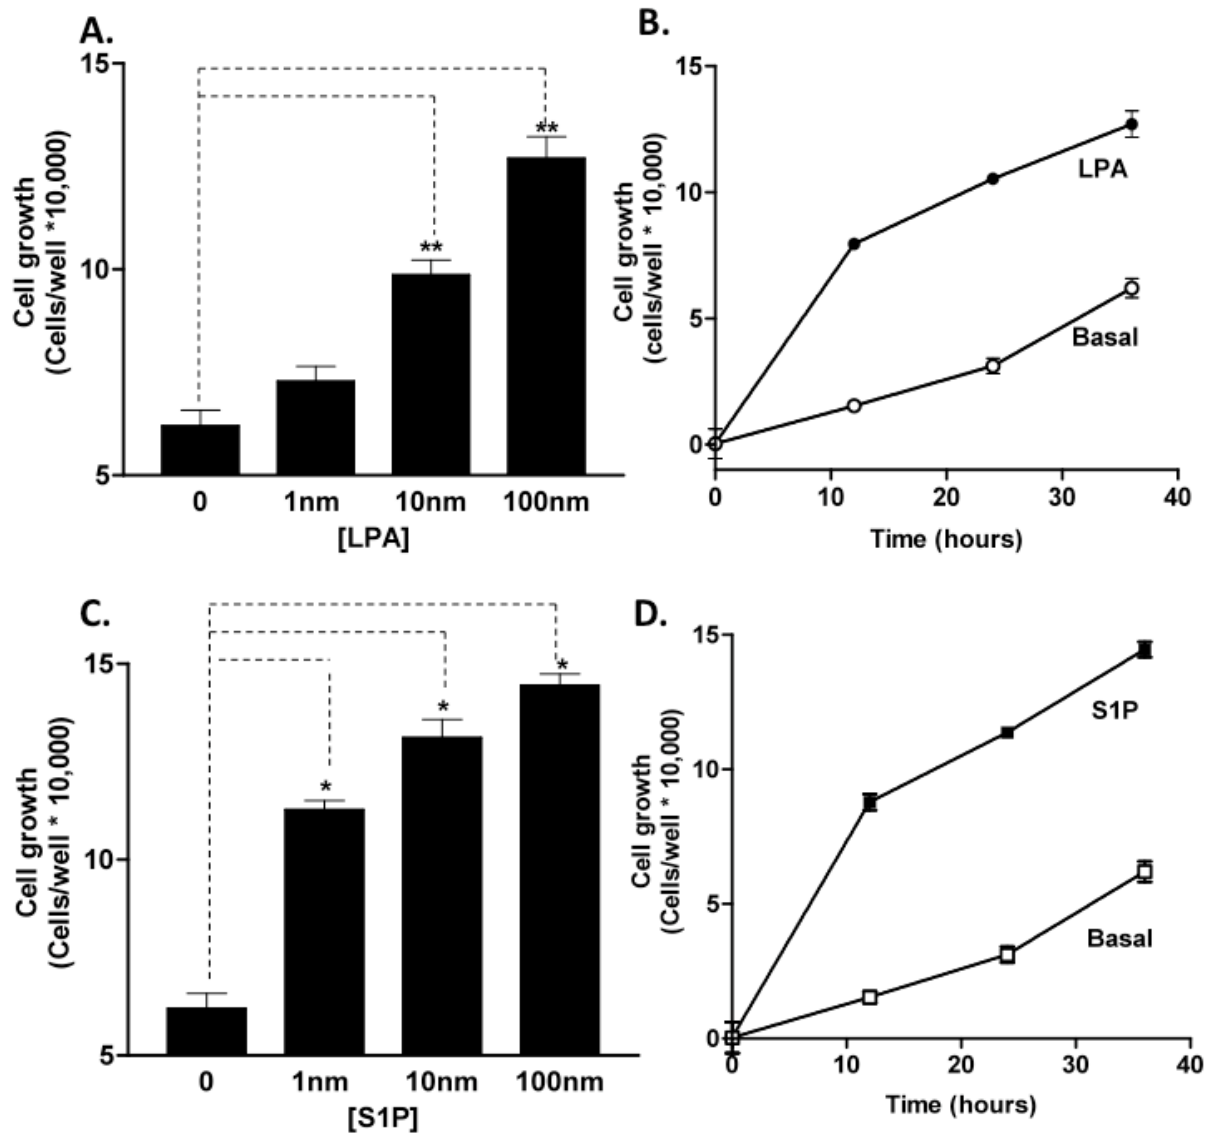 A.
15
10
5
Cell growth
(Cells/well *10,000)
**
**
0 1nm 10nm 100nm
[LPA]
B.
15
10
5
0
Cell growth
(cells/well * 10,000)
LPA
Basal
0 10 20 30 40
Time (hours)
C.
15
10
5
Cell growth
(Cells/well * 10,000)
*
*
*
0 1nm 10nm 100nm
[S1P]
D.
15
10
5
0
Cell growth
(Cells/well * 10,000)
S1P
Basal
0 10 20 30 40
Time (hours)